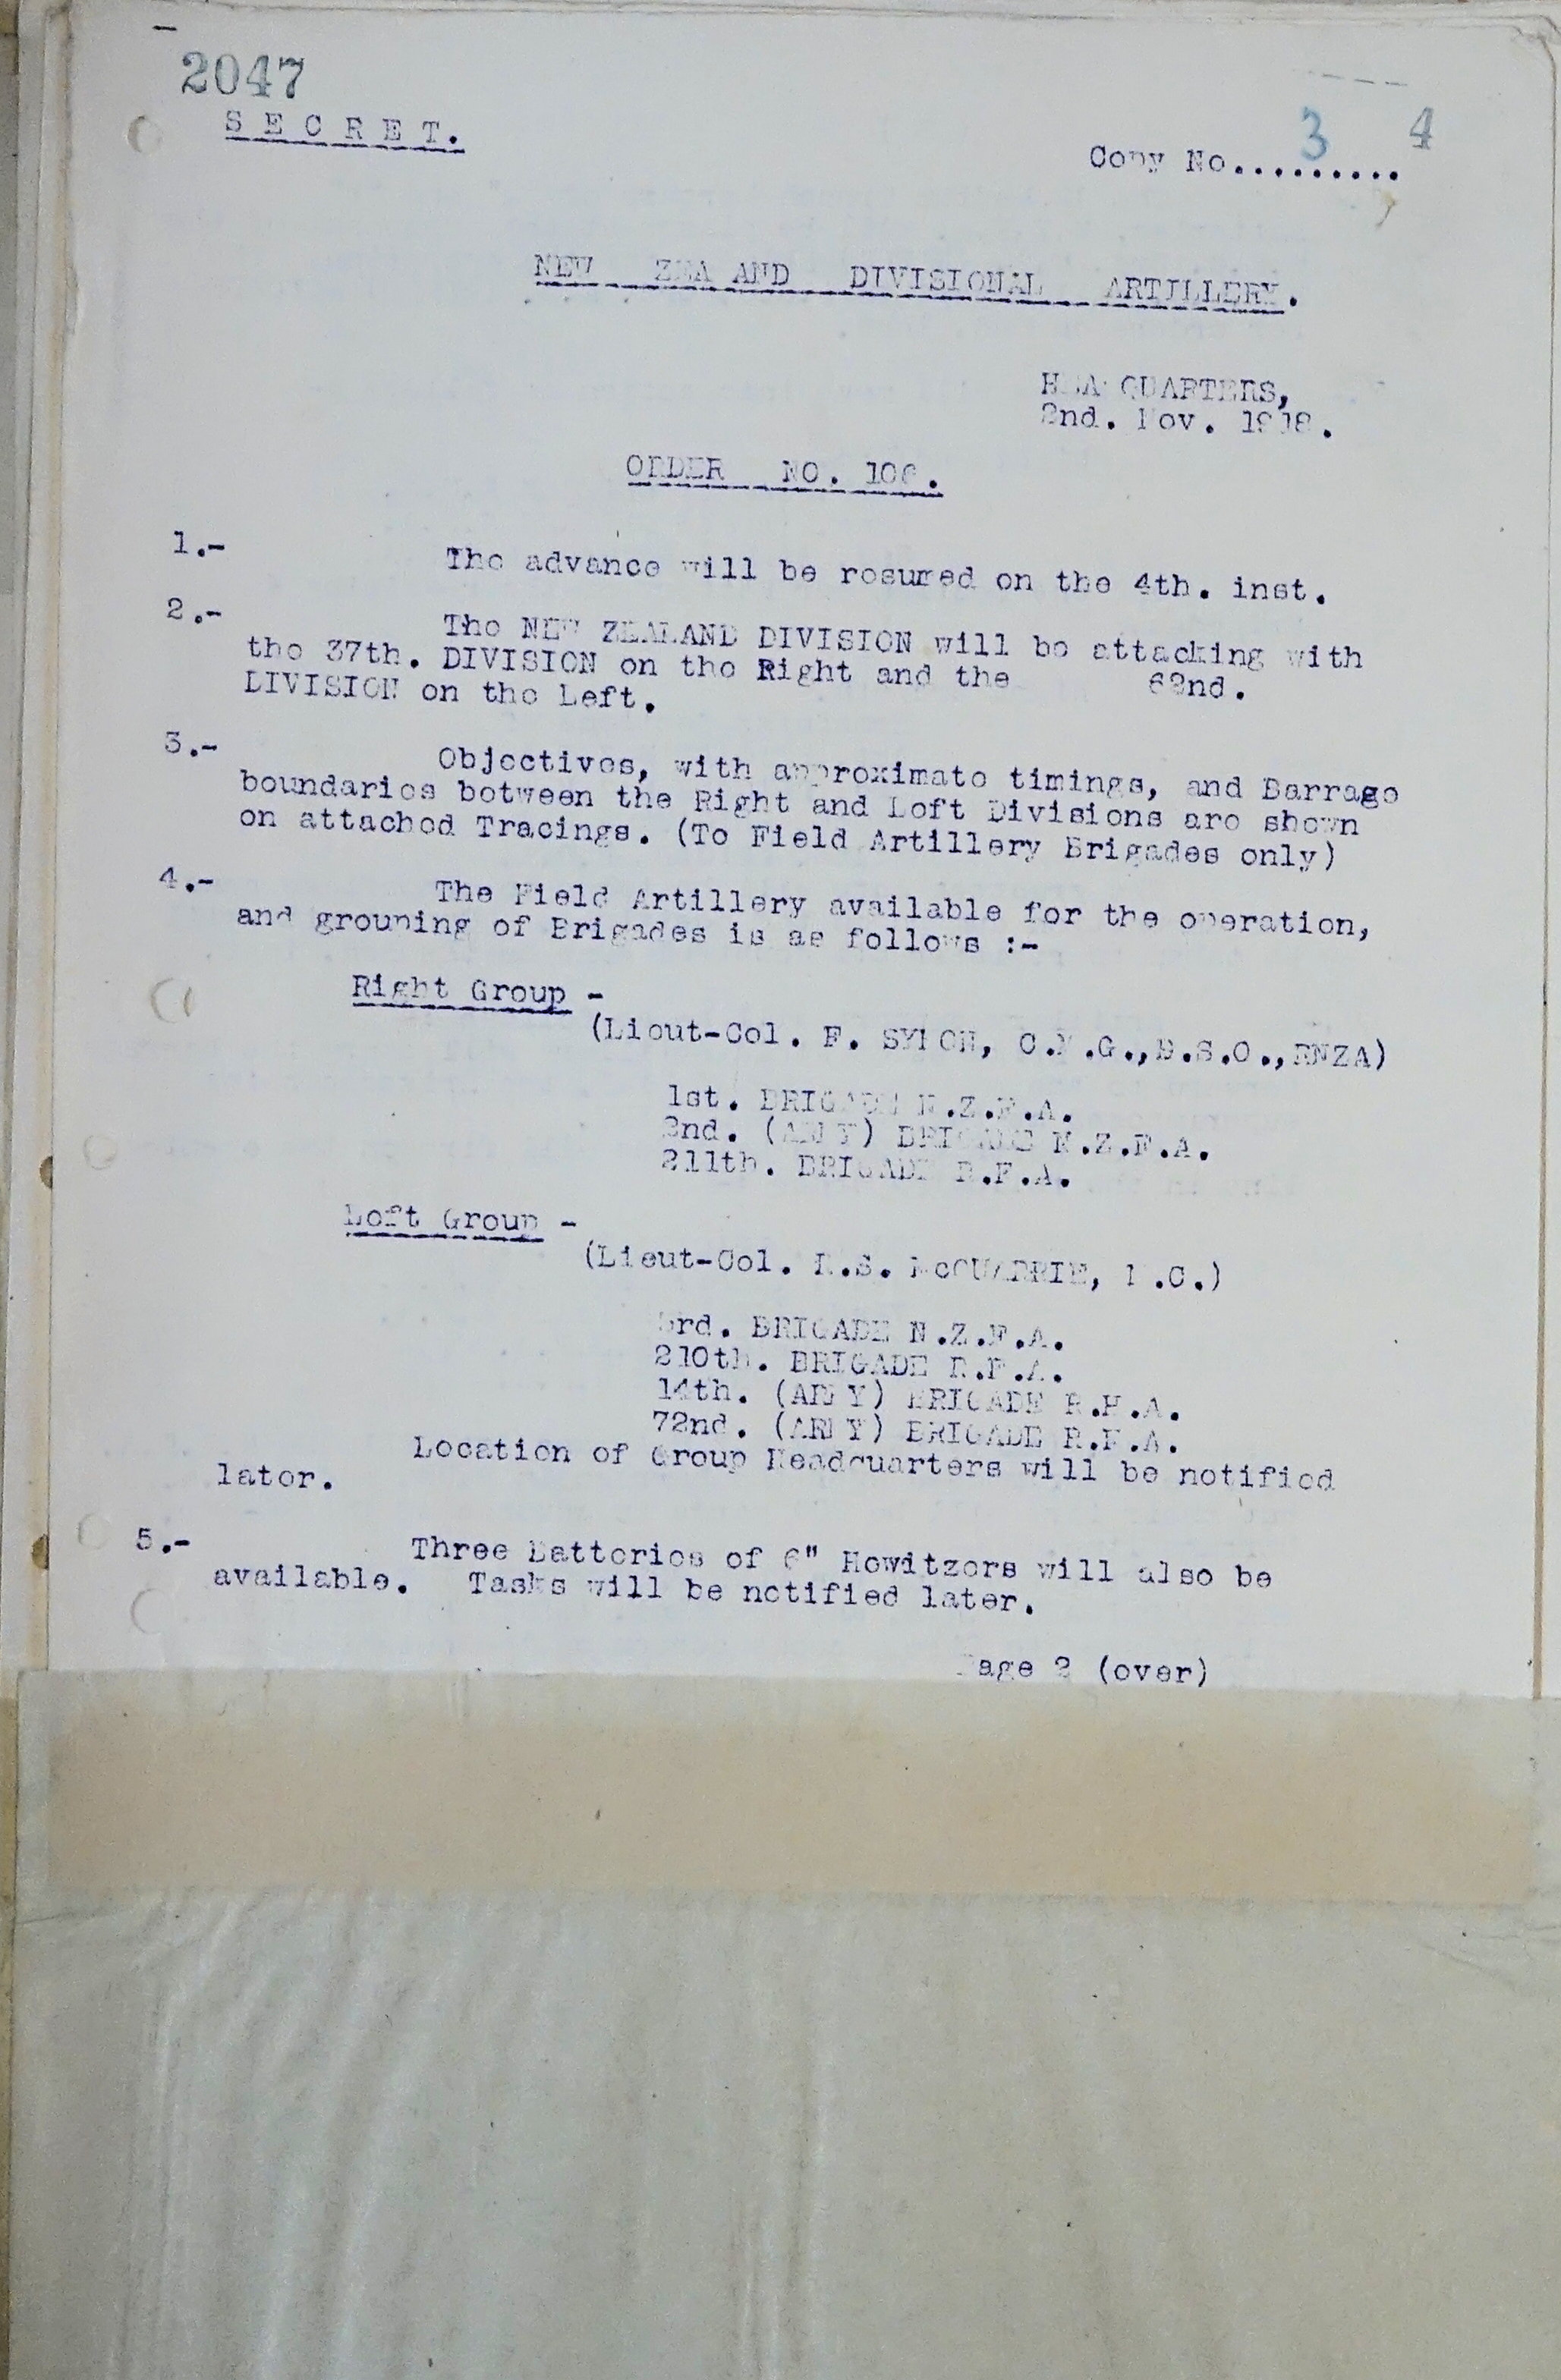 2047
S E C R E T.
3 4
Copy No..........
NEW ZEALAND DIVISIONAL ARTILLERY.
HEADQUARTERS,
2nd. Nov. 1918.
ORDER NO.
1.- The advance will be resumed on the 4th. inst.
2.- The NEW ZEALAND DIVISION will be attacking with
the 37th. DIVISION on the Right and the 62nd.
DIVISION on the Left.
3.- Objectives, with approximate timings, and Barrage
boundaries between the Right and Left Divisions are shown
on attached Tracings. (To Field Artillery Brigades only)
4.- The Field Artillery available for the operation,
and grouping of Brigades is as follows :-
Right Group -
(Lieut-Col. F. SYMON, C.M.G.,D.S.O.,RNZA)
1st. BRIGADE N.Z.F.A.
2nd. (ARMY) BRIGADE N.Z.F.A.
211th. BRIGADE R.F.A.
Left Group -
(Lieut-Col. R.S. McQUARRIE, M.C.)
3rd. BRIGADE N.Z.F.A.
210th. BRIGADE R.F.A.
14th. (ARMY) BRIGADE R.H.A.
72nd. (ARMY) BRIGADE R.F.A.
Location of Group Headquarters will be notified
later.
5.- Three Batteries of 6" Howitzers will also be
available. Tasks will be notified later.
Page 2 (over)